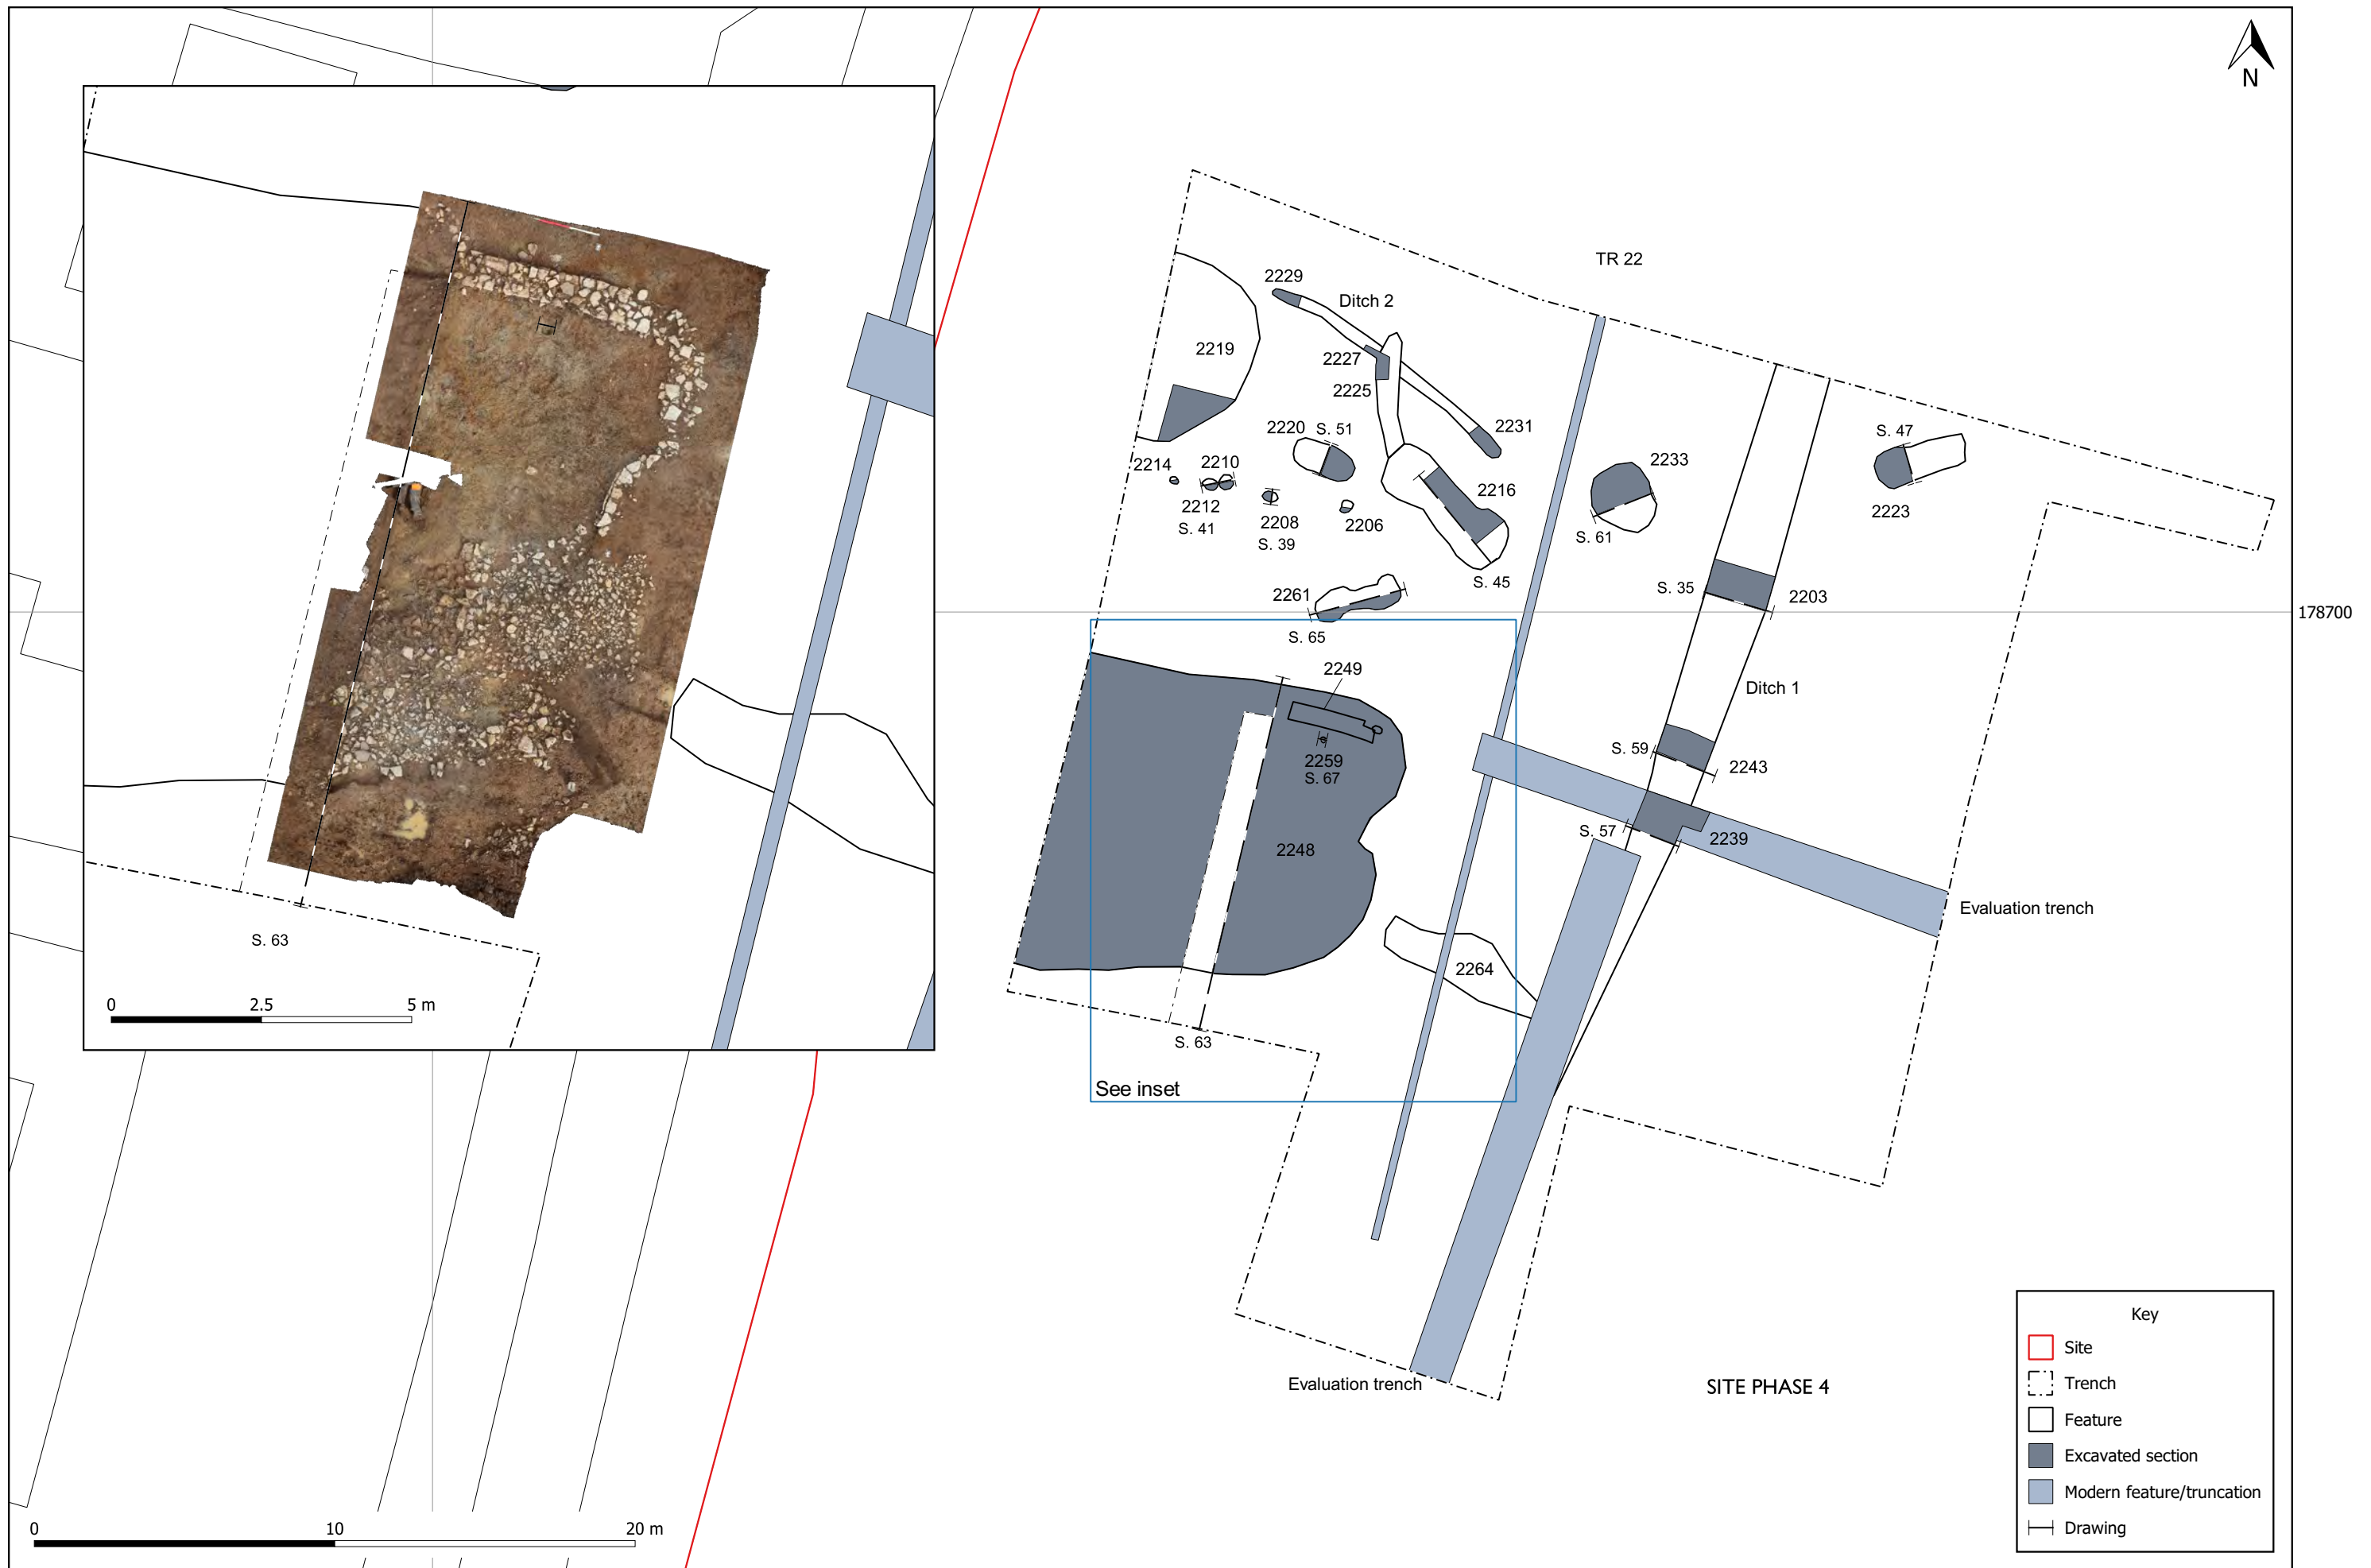 N
TR 22
2229
Ditch 2
2219
2227
2225
2220
S. 51
2231
S. 47
2214
2210
2233
2216
2212
2208
2206
2223
S. 41
S. 39
S. 61
S. 45
2261
S. 35
2203
178700
S. 65
2249
Ditch 1
S. 59
2243
2259
S. 67
S. 57
2239
2248
Evaluation trench
2264
S. 63
See inset
S. 63
0 2.5 5 m
Evaluation trench
SITE PHASE 4
0 10 20 m
Key
Site
Trench
Feature
Excavated section
Modern feature/truncation
Drawing